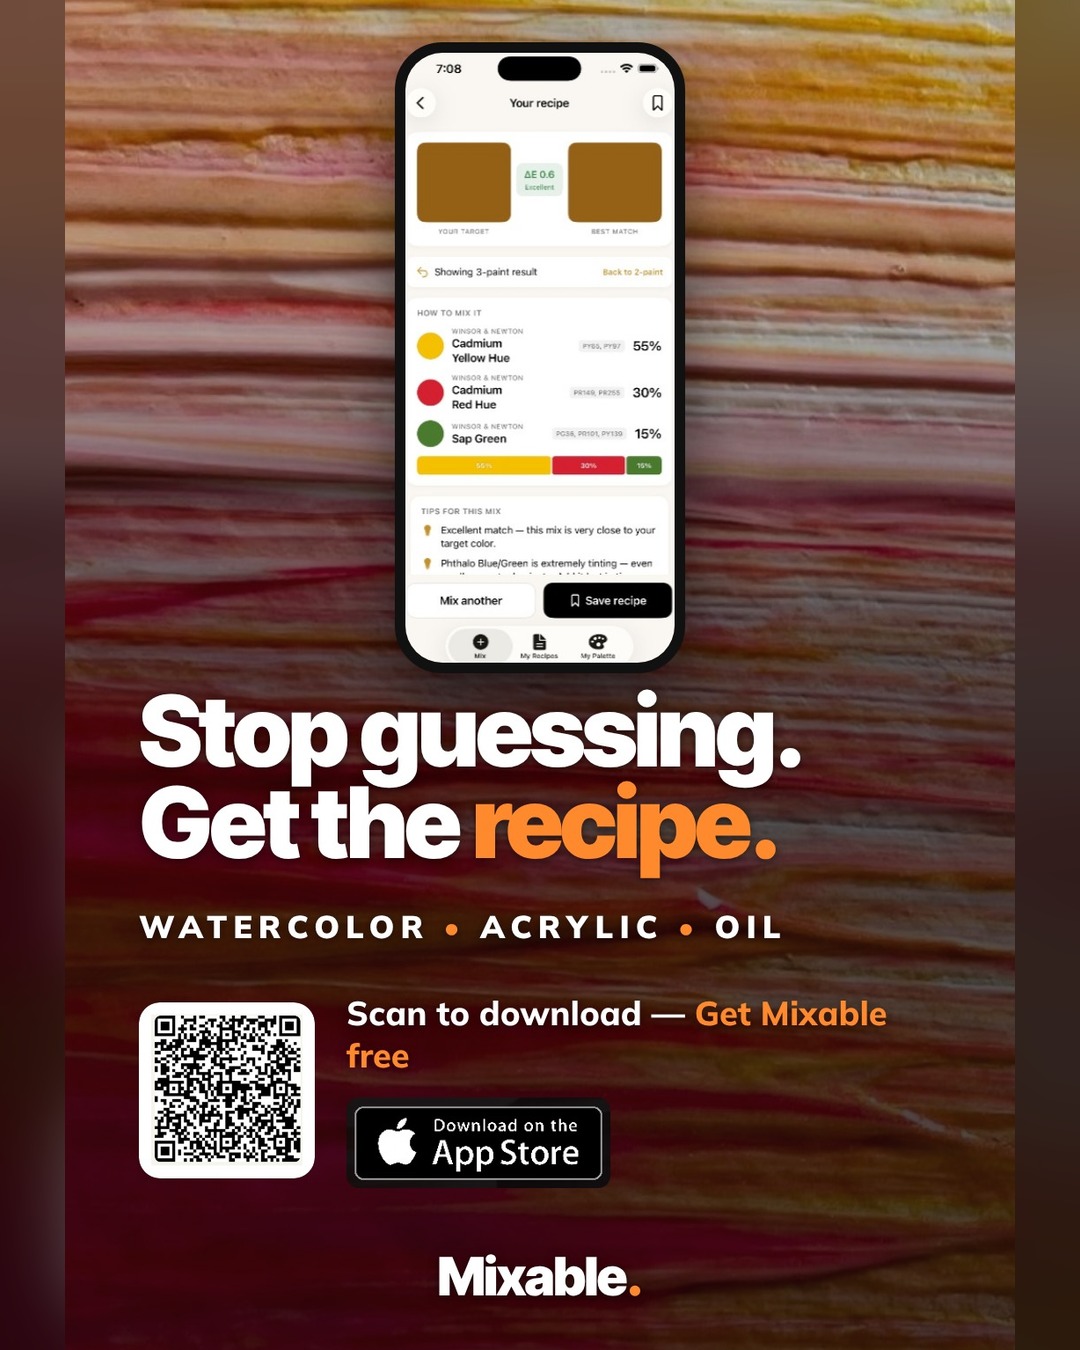 7:08
Your recipe
ΔE 0.6
Excellent
YOUR TARGET
BEST MATCH
Showing 3-paint result
Back to 2-paint
HOW TO MIX IT
WINSOR & NEWTON
Cadmium
Yellow Hue
PY65, PY97
55%
WINSOR & NEWTON
Cadmium
Red Hue
PR149, PR255
30%
WINSOR & NEWTON
Sap Green
PG36, PR101, PY139
15%
55%
30%
15%
TIPS FOR THIS MIX
Excellent match — this mix is very close to your
target color.
Phthalo Blue/Green is extremely tinting — even
Mix another
Save recipe
Mix
My Recipes
My Palette
Stop guessing.
Get the recipe.
WATERCOLOR • ACRYLIC • OIL
Scan to download — Get Mixable
free
Download on the
App Store
Mixable.